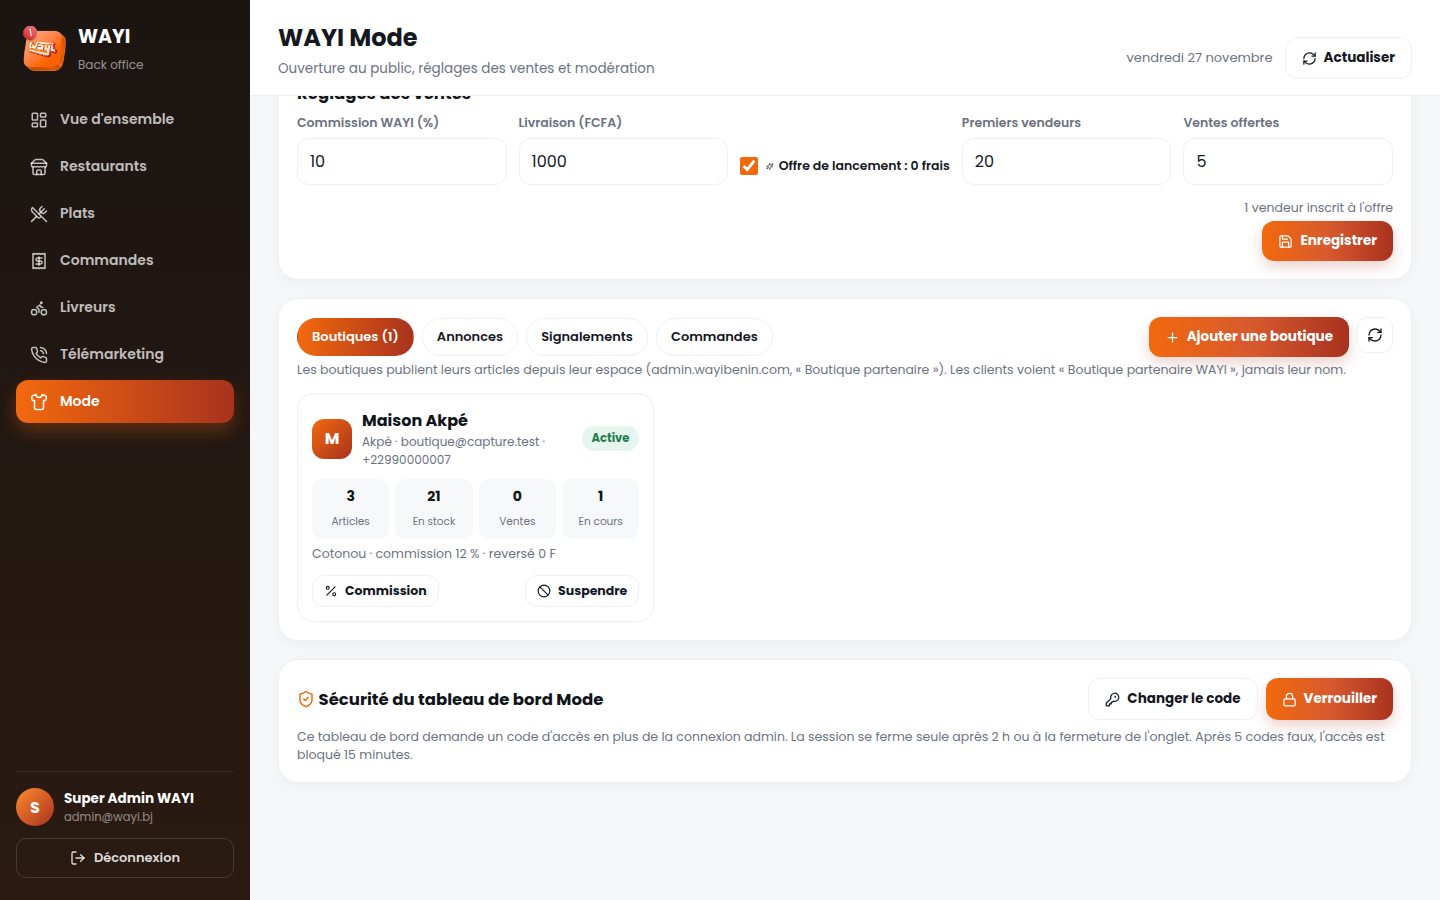 WAYI
Back office
Vue d'ensemble
Restaurants
Plats
Commandes
Livreurs
Télémarketing
Mode
Super Admin WAYI
admin@wayi.bj
Déconnexion
WAYI Mode
Ouverture au public, réglages des ventes et modération
vendredi 27 novembre
Actualiser
Réglages des ventes
Commission WAYI (%)
Livraison (FCFA)
Premiers vendeurs
Ventes offertes
10
1000
Offre de lancement : 0 frais
20
5
1 vendeur inscrit à l'offre
Enregistrer
Boutiques (1)
Annonces
Signalements
Commandes
Ajouter une boutique
Les boutiques publient leurs articles depuis leur espace (admin.wayibenin.com, « Boutique partenaire »). Les clients voient « Boutique partenaire WAYI », jamais leur nom.
M
Maison Akpé
Akpé · boutique@capture.test ·
+22990000007
Active
3
21
0
1
Articles
En stock
Ventes
En cours
Cotonou · commission 12 % · reversé 0 F
Commission
Suspendre
Sécurité du tableau de bord Mode
Changer le code
Verrouiller
Ce tableau de bord demande un code d'accès en plus de la connexion admin. La session se ferme seule après 2 h ou à la fermeture de l'onglet. Après 5 codes faux, l'accès est
bloqué 15 minutes.
S